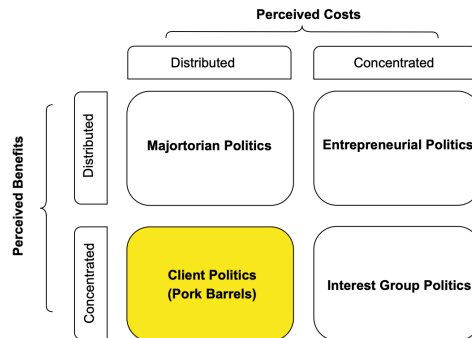 Perceived Costs
Distributed
Concentrated
Perceived Benefits
Distributed
Majortorian Politics
Entrepreneurial Politics
Concentrated
Client Politics
(Pork Barrels)
Interest Group Politics